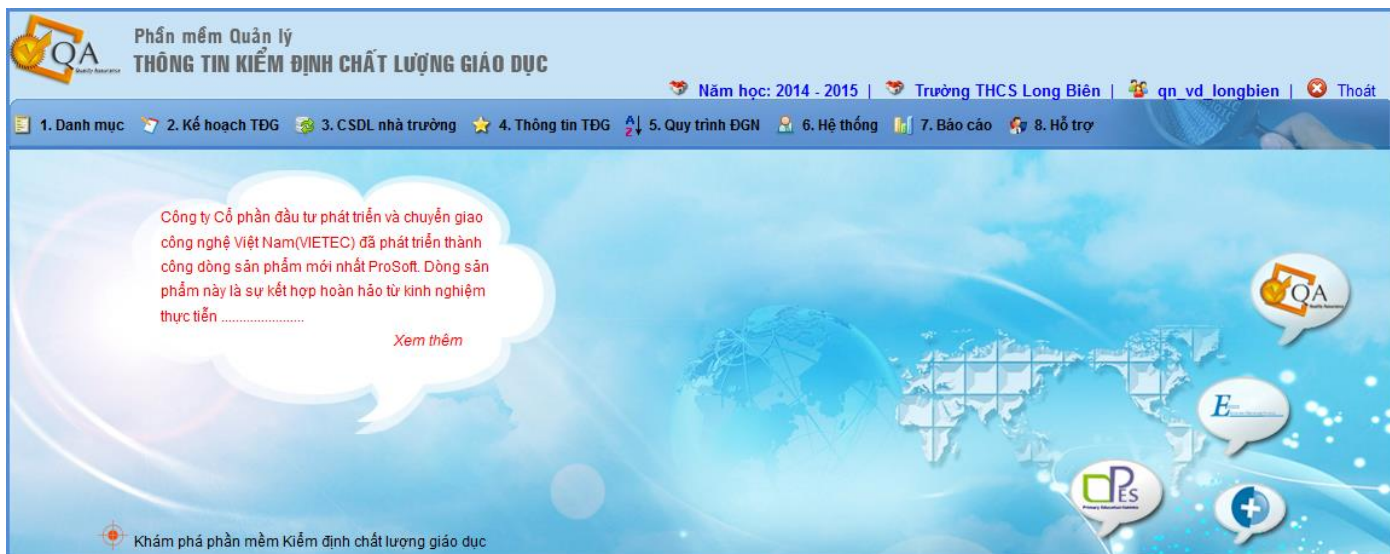 QA
Phần mềm Quản lý
THÔNG TIN KIỂM ĐỊNH CHẤT LƯỢNG GIÁO DỤC
Năm học: 2014 - 2015 | Trường THCS Long Biên | qn_vd_longbien | Thoát
1. Danh mục 2. Kế hoạch TĐG 3. CSDL nhà trường 4. Thông tin TĐG 5. Quy trình ĐGN 6. Hệ thống 7. Báo cáo 8. Hỗ trợ
Công ty Cổ phần đầu tư phát triển và chuyển giao
công nghệ Việt Nam(VIETEC) đã phát triển thành
công dòng sản phẩm mới nhất ProSoft. Dòng sản
phẩm này là sự kết hợp hoàn hảo từ kinh nghiệm
thực tiễn .......................
Xem thêm
QA
E
PES
Khám phá phần mềm Kiểm định chất lượng giáo dục